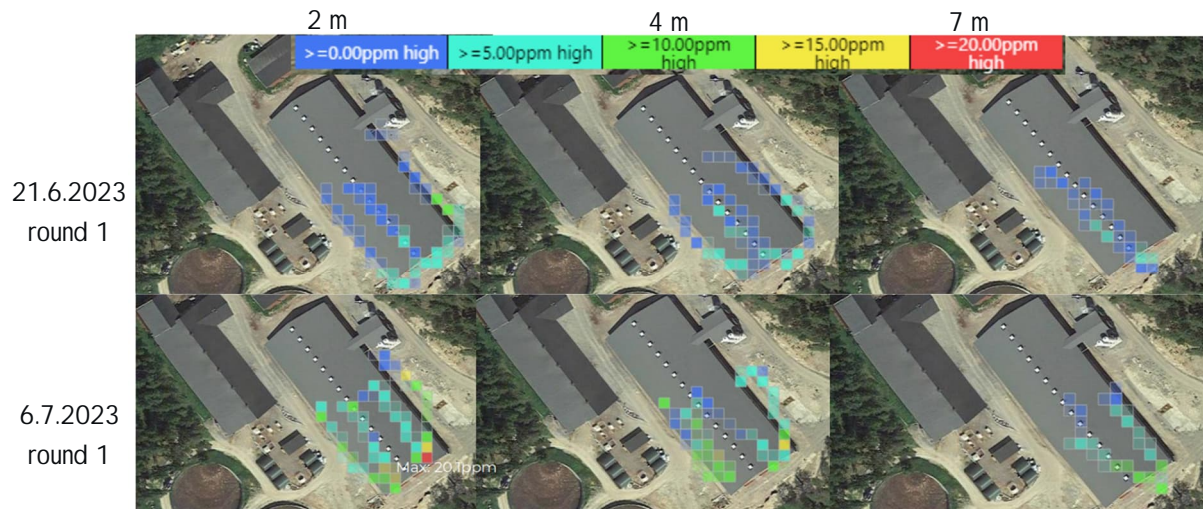 2 m
4 m
7 m
>=0.00ppm high
>=5.00ppm high
>=10.00ppm
high
>=15.00ppm
high
>=20.00ppm
high
21.6.2023
round 1
6.7.2023
round 1
Max: 20.1ppm